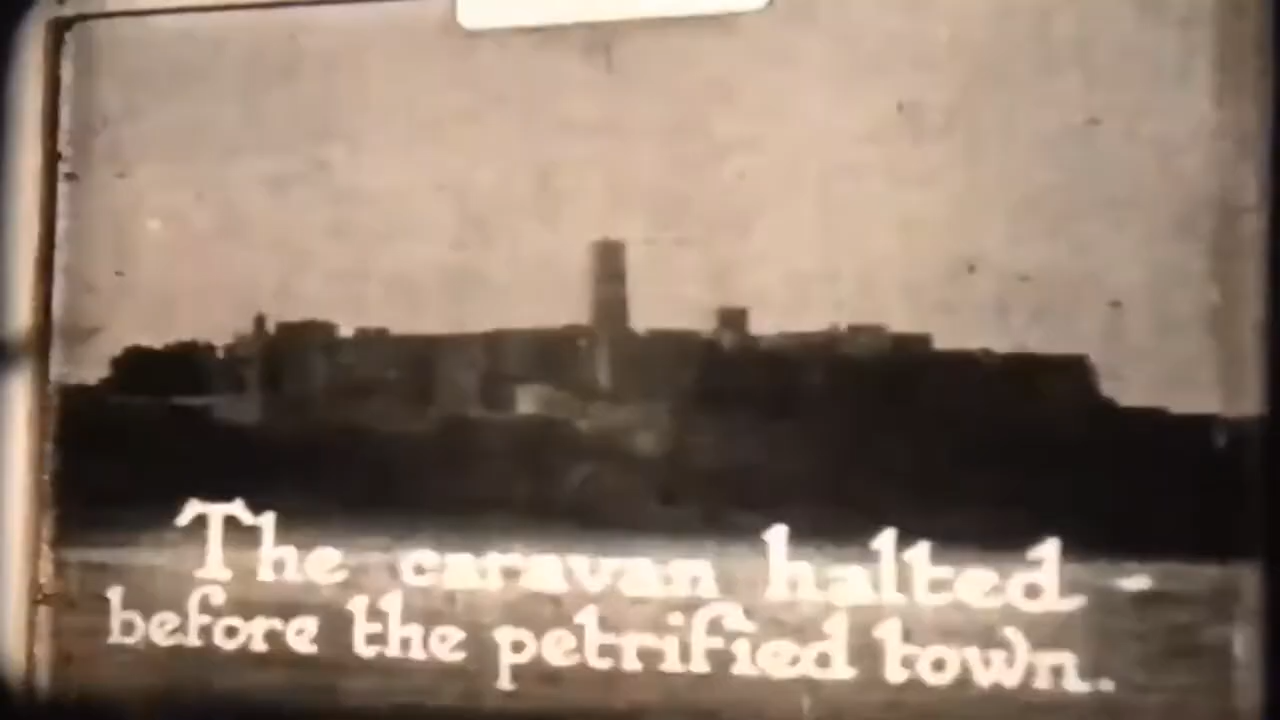 The caravan halted
before the petrified town.